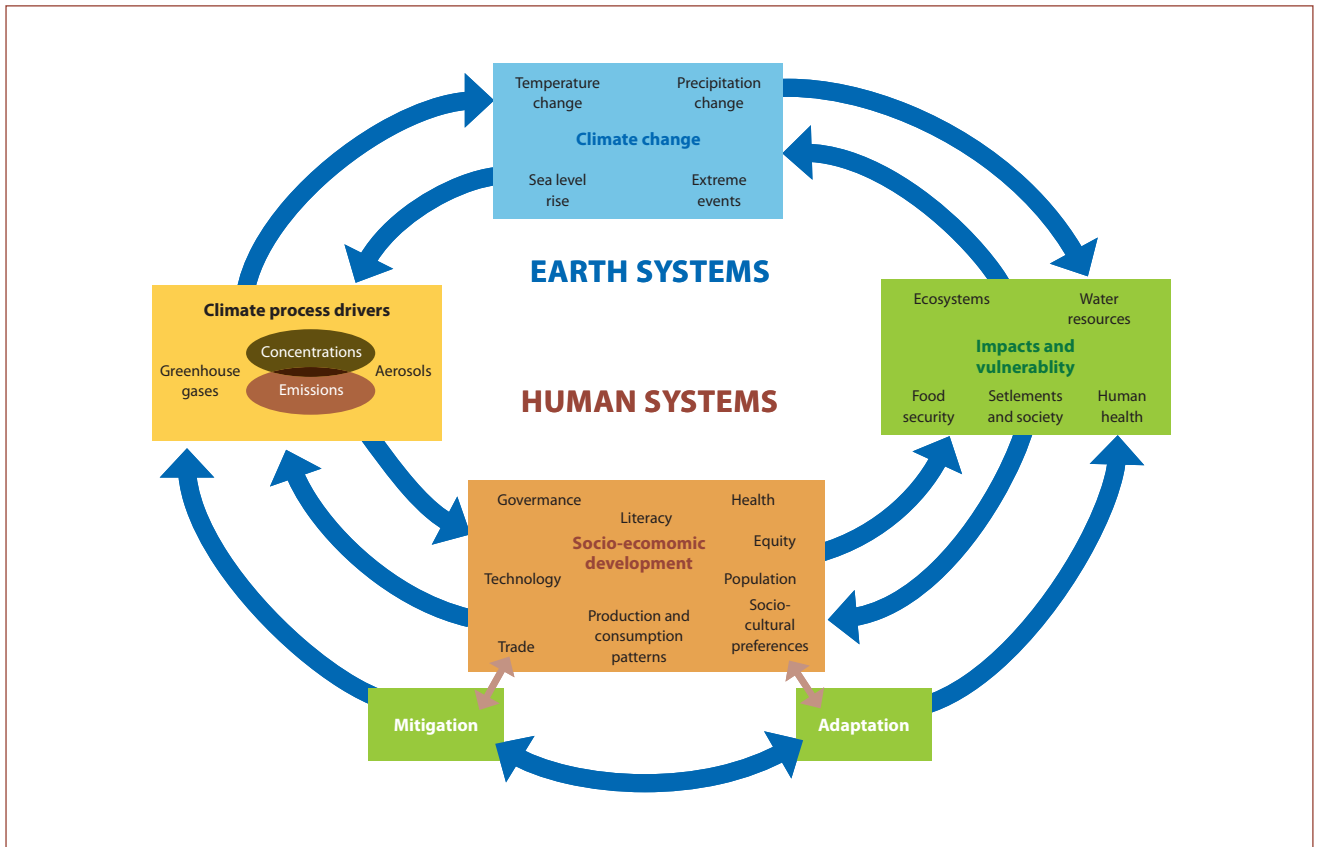 Temperature
change
Precipitation
change
Climate change
Sea level
rise
Extreme
events
EARTH SYSTEMS
Climate process drivers
Concentrations
Greenhouse
gases
Aerosols
Emissions
Ecosystems
Water
resources
Impacts and
vulnerablity
Food
security
Setlements
and society
Human
health
HUMAN SYSTEMS
Governance
Health
Literacy
Socio-ecomomic
development
Equity
Technology
Population
Production and
consumption
patterns
Socio-
cultural
preferences
Trade
Mitigation
Adaptation